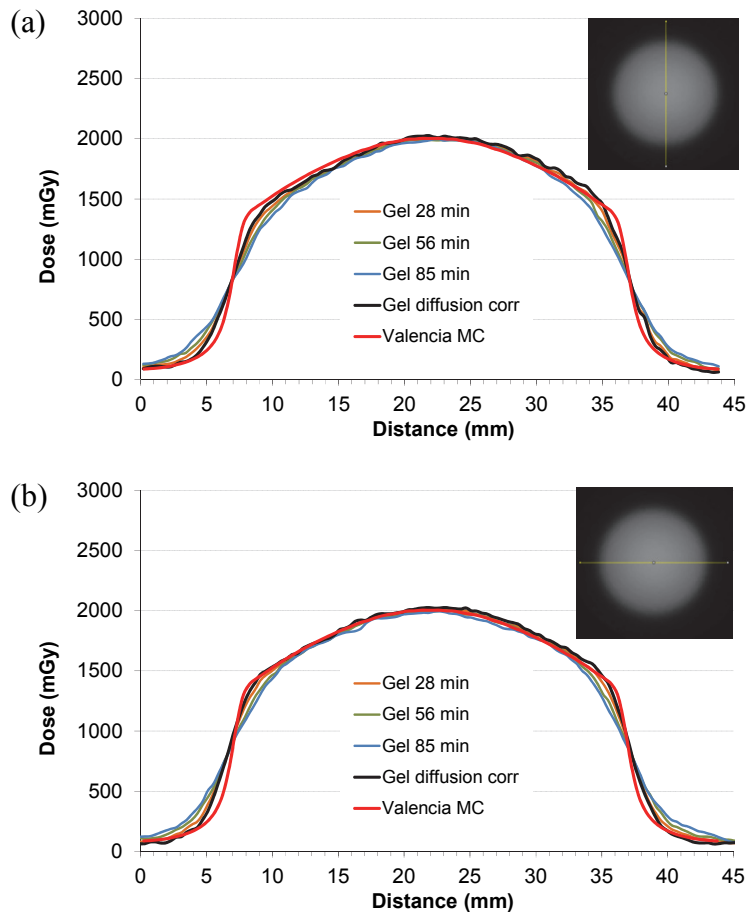 (a)
3000
2500
2000
1500
1000
500
0
Dose (mGy)
Gel 28 min
Gel 56 min
Gel 85 min
Gel diffusion corr
Valencia MC
0 5 10 15 20 25 30 35 40 45
Distance (mm)
(b)
3000
2500
2000
1500
1000
500
0
Dose (mGy)
Gel 28 min
Gel 56 min
Gel 85 min
Gel diffusion corr
Valencia MC
0 5 10 15 20 25 30 35 40 45
Distance (mm)